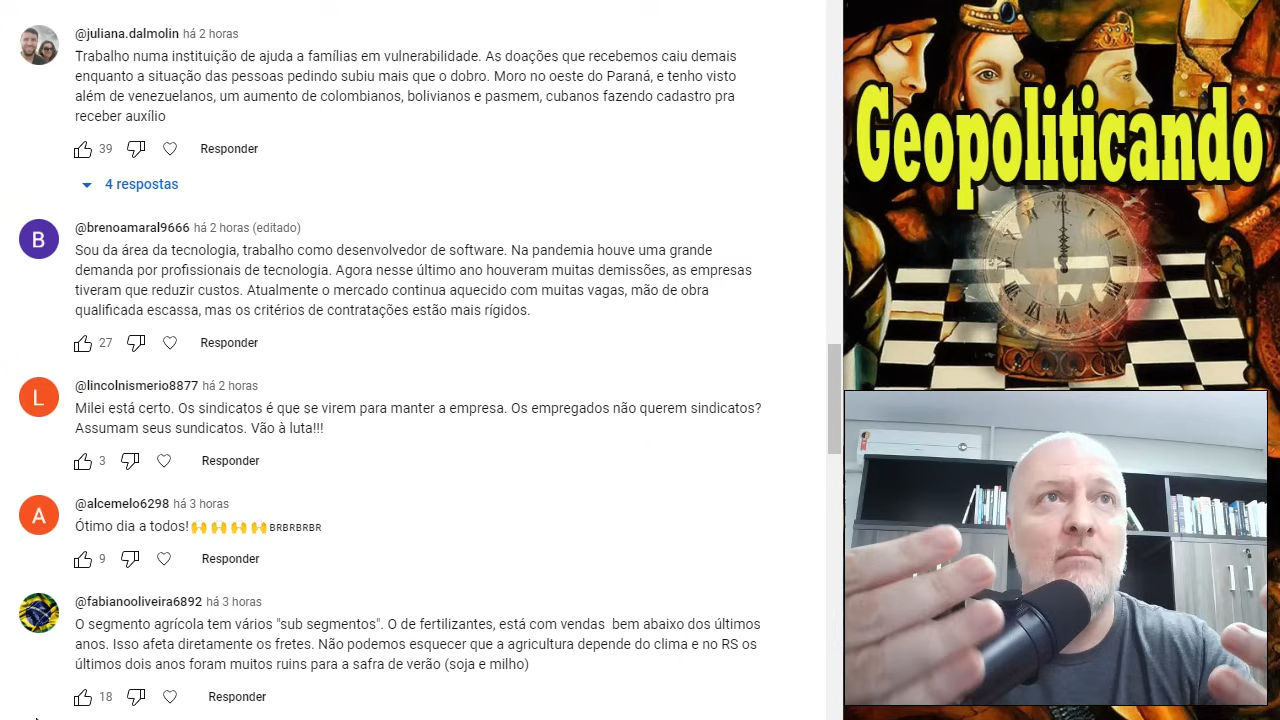 @juliana.dalmolin há 2 horas
Trabalho numa instituição de ajuda a famílias em vulnerabilidade. As doações que recebemos caiu demais
enquanto a situação das pessoas pedindo subiu mais que o dobro. Moro no oeste do Paraná, e tenho visto
além de venezuelanos, um aumento de colombianos, bolivianos e pasmem, cubanos fazendo cadastro pra
receber auxílio
39 Responder
4 respostas
B
@brenoamaral9666 há 2 horas (editado)
Sou da área da tecnologia, trabalho como desenvolvedor de software. Na pandemia houve uma grande
demanda por profissionais de tecnologia. Agora nesse último ano houveram muitas demissões, as empresas
tiveram que reduzir custos. Atualmente o mercado continua aquecido com muitas vagas, mão de obra
qualificada escassa, mas os critérios de contratações estão mais rígidos.
27 Responder
L
@lincolnismerio8877 há 2 horas
Milei está certo. Os sindicatos é que se virem para manter a empresa. Os empregados não querem sindicatos?
Assumam seus sundicatos. Vão à luta!!!
3 Responder
A
@alcemelo6298 há 3 horas
Ótimo dia a todos!🙌🙌🙌🙌BRBRBRBR
9 Responder
@fabianooliveira6892 há 3 horas
O segmento agrícola tem vários "sub segmentos". O de fertilizantes, está com vendas bem abaixo dos últimos
anos. Isso afeta diretamente os fretes. Não podemos esquecer que a agricultura depende do clima e no RS os
últimos dois anos foram muitos ruins para a safra de verão (soja e milho)
18 Responder
Geopoliticando